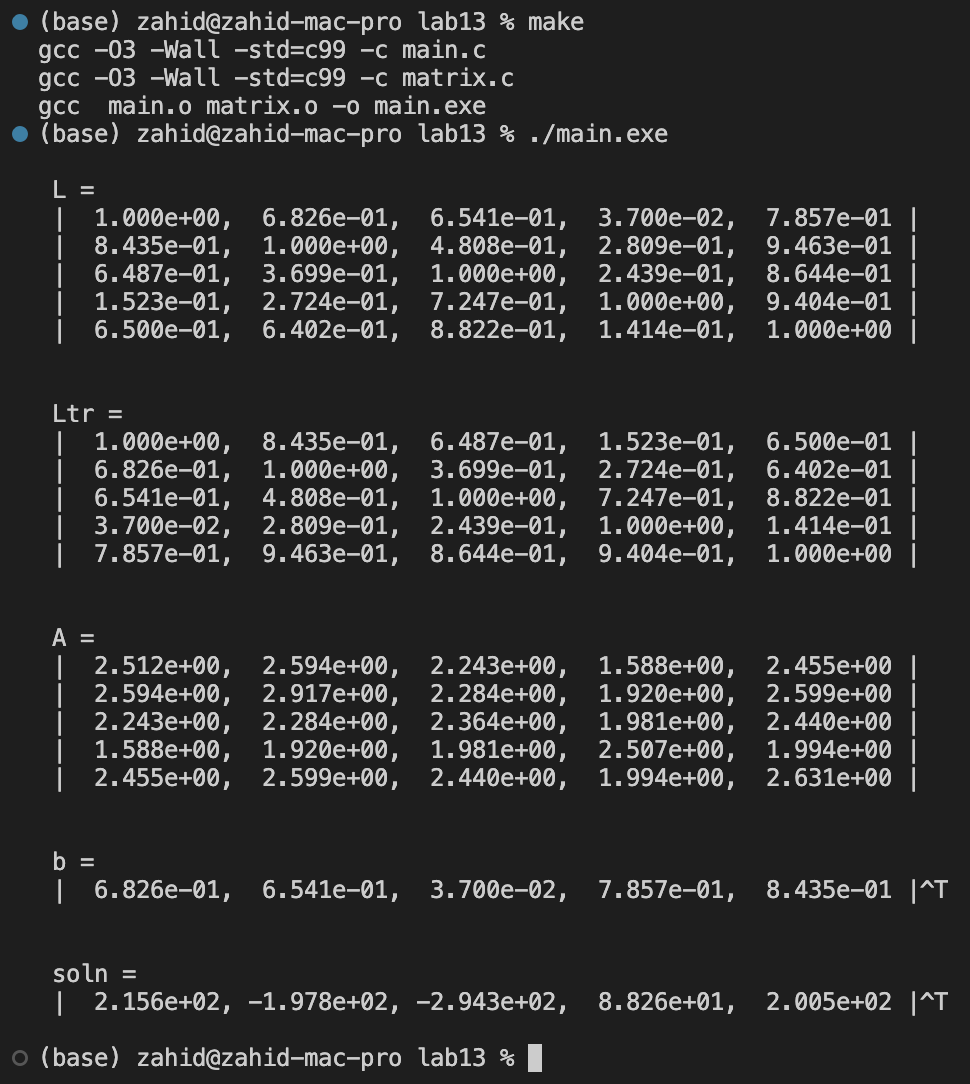 (base) zahid@zahid-mac-pro lab13 % make
gcc -O3 -Wall -std=c99 -c main.c
gcc -O3 -Wall -std=c99 -c matrix.c
gcc  main.o matrix.o -o main.exe
(base) zahid@zahid-mac-pro lab13 % ./main.exe
L =
|  1.000e+00,  6.826e-01,  6.541e-01,  3.700e-02,  7.857e-01 |
|  8.435e-01,  1.000e+00,  4.808e-01,  2.809e-01,  9.463e-01 |
|  6.487e-01,  3.699e-01,  1.000e+00,  2.439e-01,  8.644e-01 |
|  1.523e-01,  2.724e-01,  7.247e-01,  1.000e+00,  9.404e-01 |
|  6.500e-01,  6.402e-01,  8.822e-01,  1.414e-01,  1.000e+00 |
Ltr =
|  1.000e+00,  8.435e-01,  6.487e-01,  1.523e-01,  6.500e-01 |
|  6.826e-01,  1.000e+00,  3.699e-01,  2.724e-01,  6.402e-01 |
|  6.541e-01,  4.808e-01,  1.000e+00,  7.247e-01,  8.822e-01 |
|  3.700e-02,  2.809e-01,  2.439e-01,  1.000e+00,  1.414e-01 |
|  7.857e-01,  9.463e-01,  8.644e-01,  9.404e-01,  1.000e+00 |
A =
|  2.512e+00,  2.594e+00,  2.243e+00,  1.588e+00,  2.455e+00 |
|  2.594e+00,  2.917e+00,  2.284e+00,  1.920e+00,  2.599e+00 |
|  2.243e+00,  2.284e+00,  2.364e+00,  1.981e+00,  2.440e+00 |
|  1.588e+00,  1.920e+00,  1.981e+00,  2.507e+00,  1.994e+00 |
|  2.455e+00,  2.599e+00,  2.440e+00,  1.994e+00,  2.631e+00 |
b =
|  6.826e-01,  6.541e-01,  3.700e-02,  7.857e-01,  8.435e-01 |^T
soln =
|  2.156e+02, -1.978e+02, -2.943e+02,  8.826e+01,  2.005e+02 |^T
(base) zahid@zahid-mac-pro lab13 %